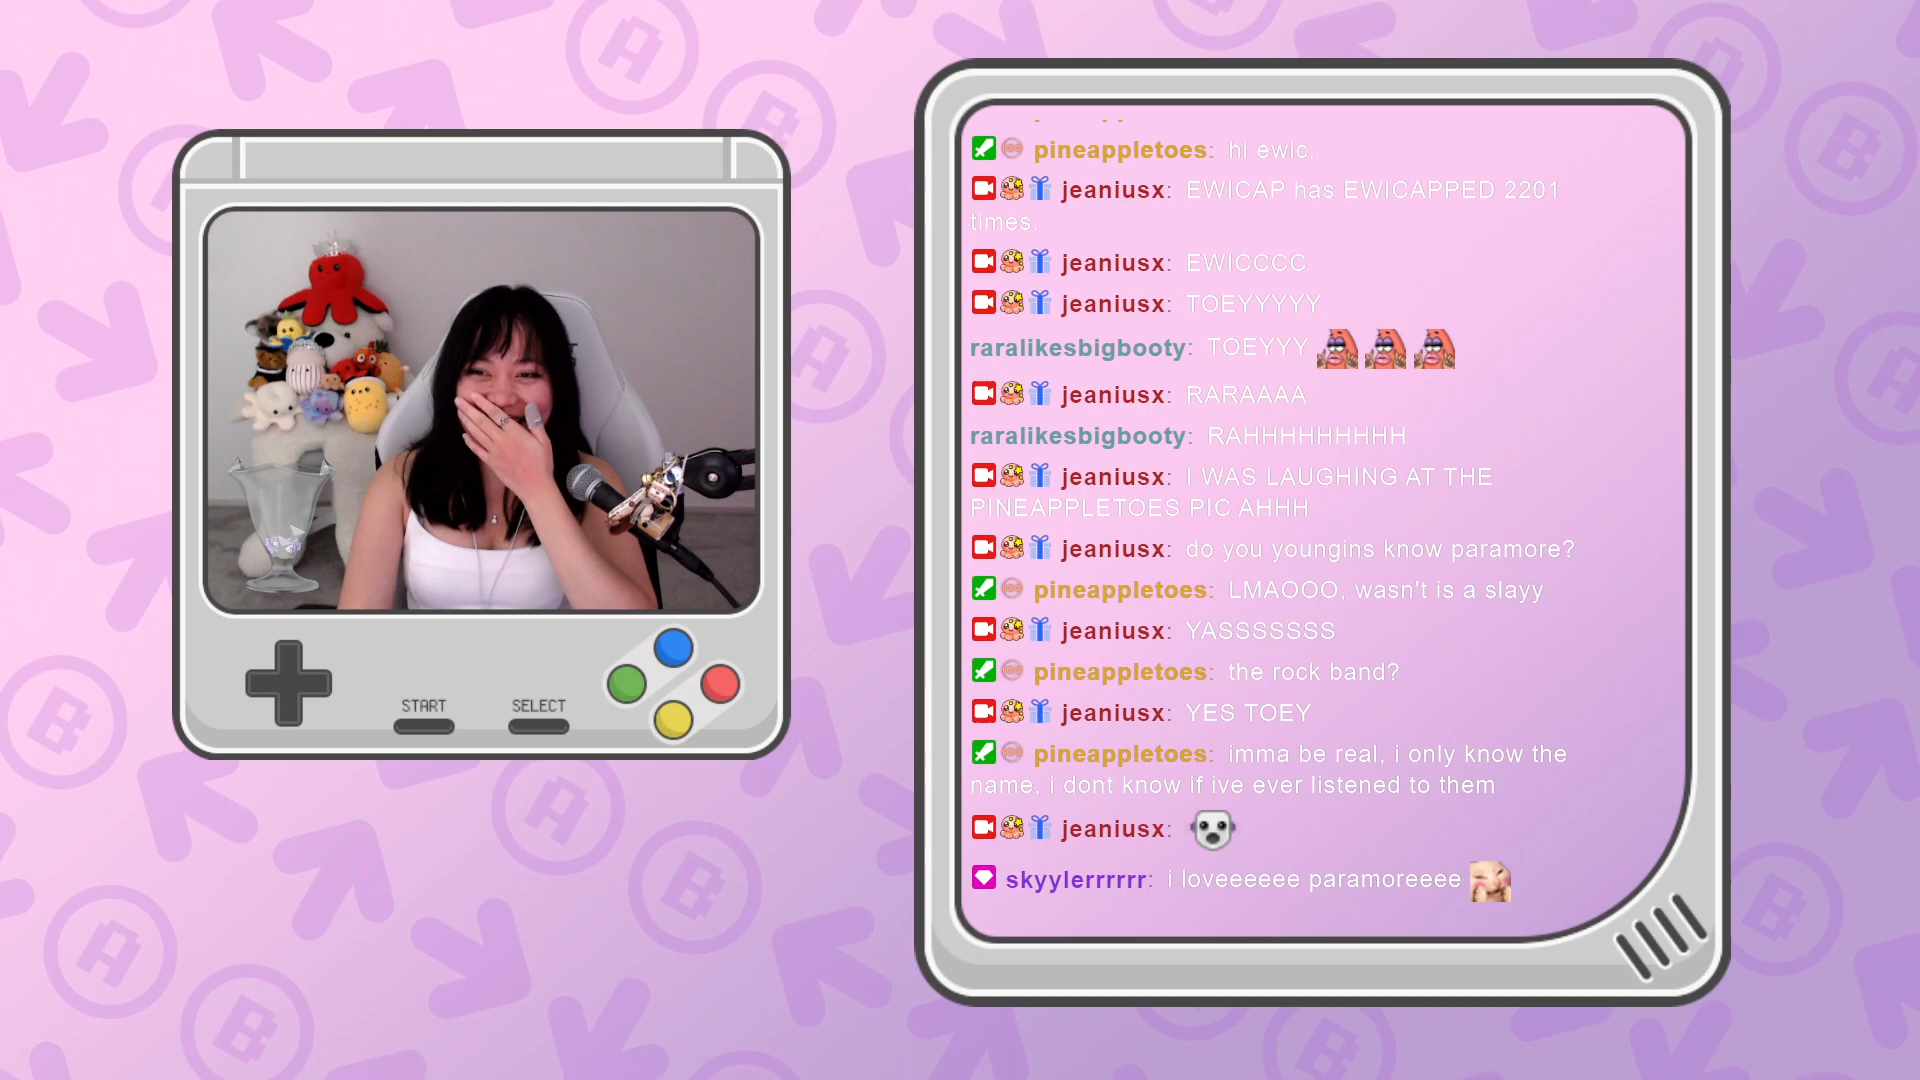 pineappletoes: hi ewic.
jeaniusx: EWICAP has EWICAPPED 2201
times.
jeaniusx: EWICCCC
jeaniusx: TOEYYYYY
raralikesbigbooty: TOEYYY
jeaniusx: RARAAAA
raralikesbigbooty: RAHHHHHHHHH
jeaniusx: I WAS LAUGHING AT THE
PINEAPPLETOES PIC AHHH
jeaniusx: do you youngins know paramore?
pineappletoes: LMAOOO, wasn't is a slayy
jeaniusx: YASSSSSSS
pineappletoes: the rock band?
jeaniusx: YES TOEY
pineappletoes: imma be real, i only know the
name, i dont know if ive ever listened to them
jeaniusx:
skyylerrrrrr: i loveeeeee paramoreeee
START
SELECT
A
B